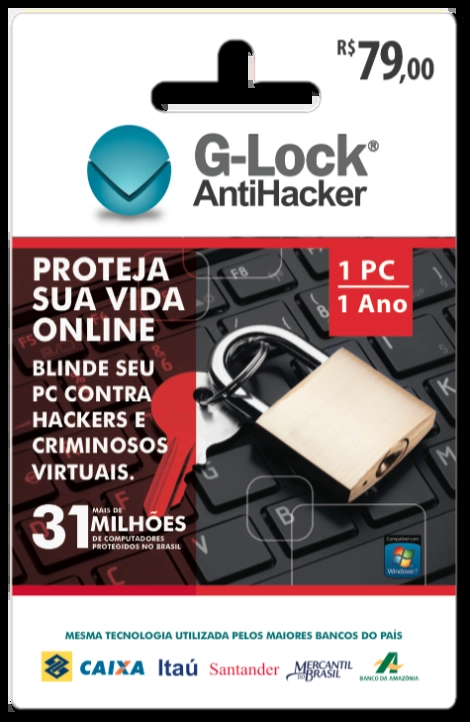 R$79,00
G-Lock®
AntiHacker
PROTEJA
SUA VIDA
ONLINE
1 PC
1 Ano
BLINDE SEU
PC CONTRA
HACKERS E
CRIMINOSOS
VIRTUAIS.
31 MAIS DE
MILHÕES
DE COMPUTADORES
PROTEGIDOS NO BRASIL
Compatível com
Windows 7
MESMA TECNOLOGIA UTILIZADA PELOS MAIORES BANCOS DO PAÍS
CAIXA Itaú Santander MERCANTIL DO BRASIL BANCO DA AMAZÔNIA